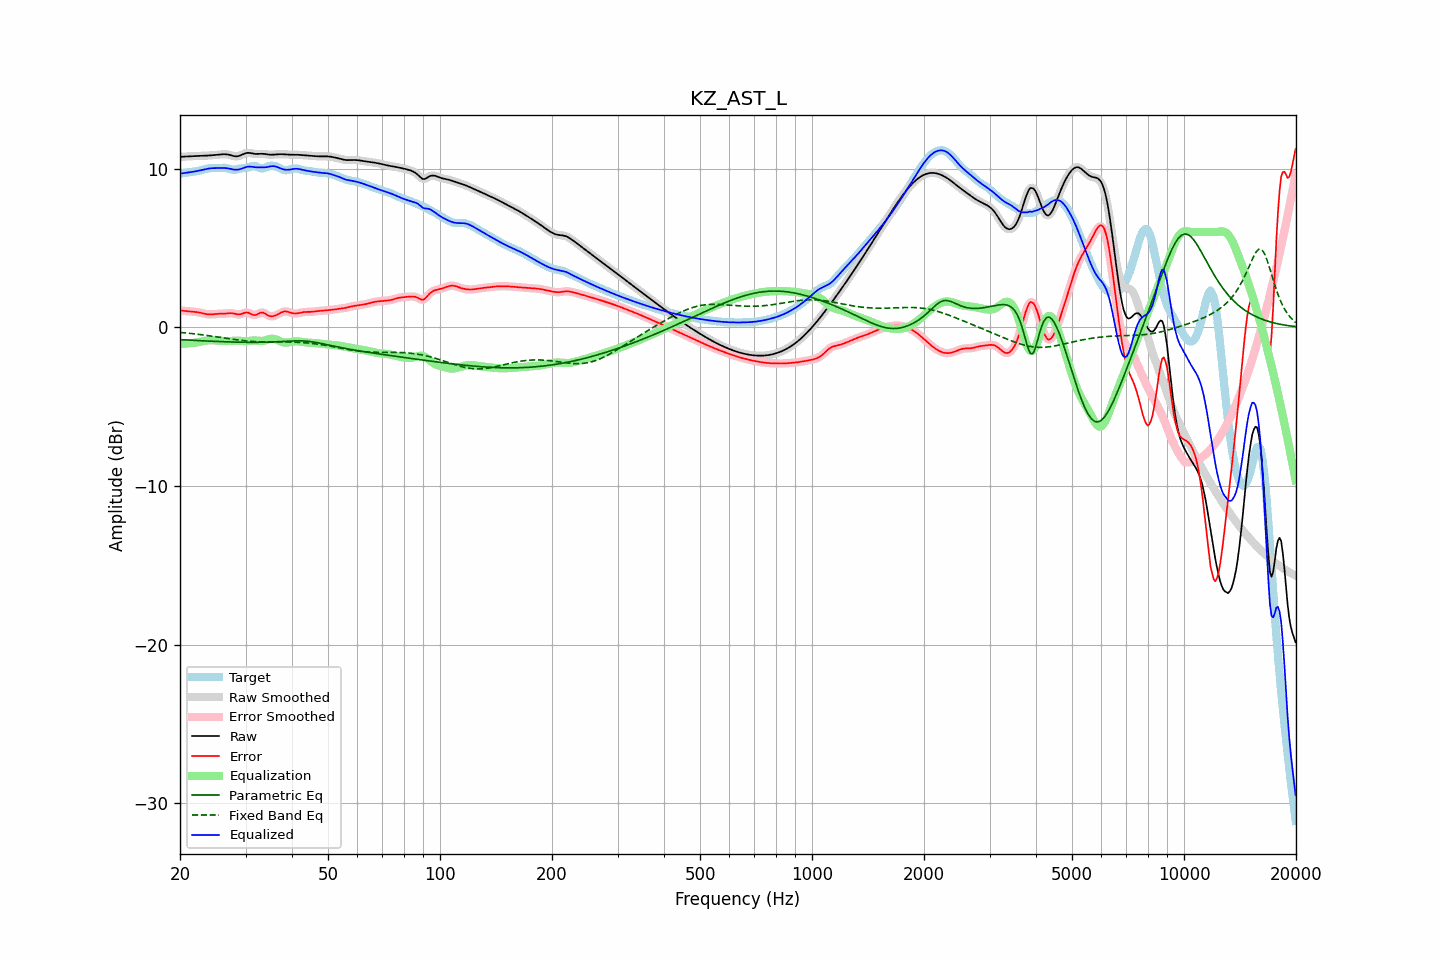 KZ_AST_L
Amplitude (dBr)
10
0
−10
−20
−30
Target
Raw Smoothed
Error Smoothed
Raw
Error
Equalization
Parametric Eq
Fixed Band Eq
Equalized
20 50 100 200 500 1000 2000 5000 10000 20000
Frequency (Hz)